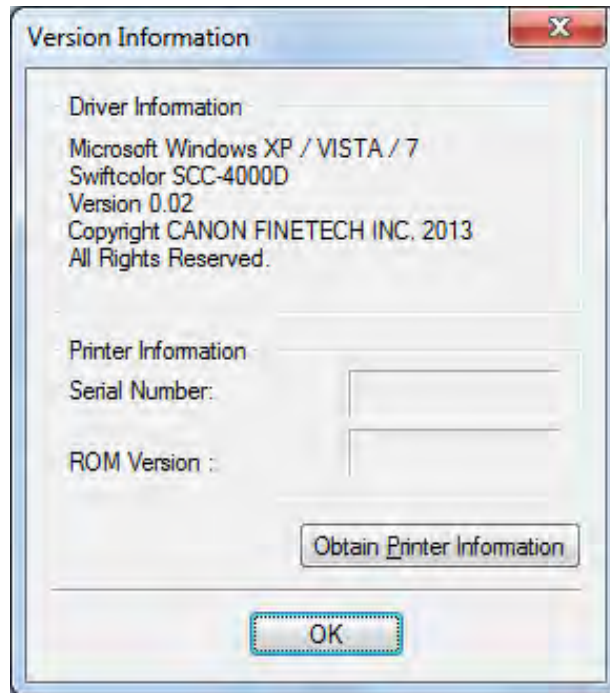 Version Information
Driver Information
Microsoft Windows XP / VISTA / 7
Swiftcolor SCC-4000D
Version 0.02
Copyright CANON FINETECH INC. 2013
All Rights Reserved.
Printer Information
Serial Number:
ROM Version :
Obtain Printer Information
OK